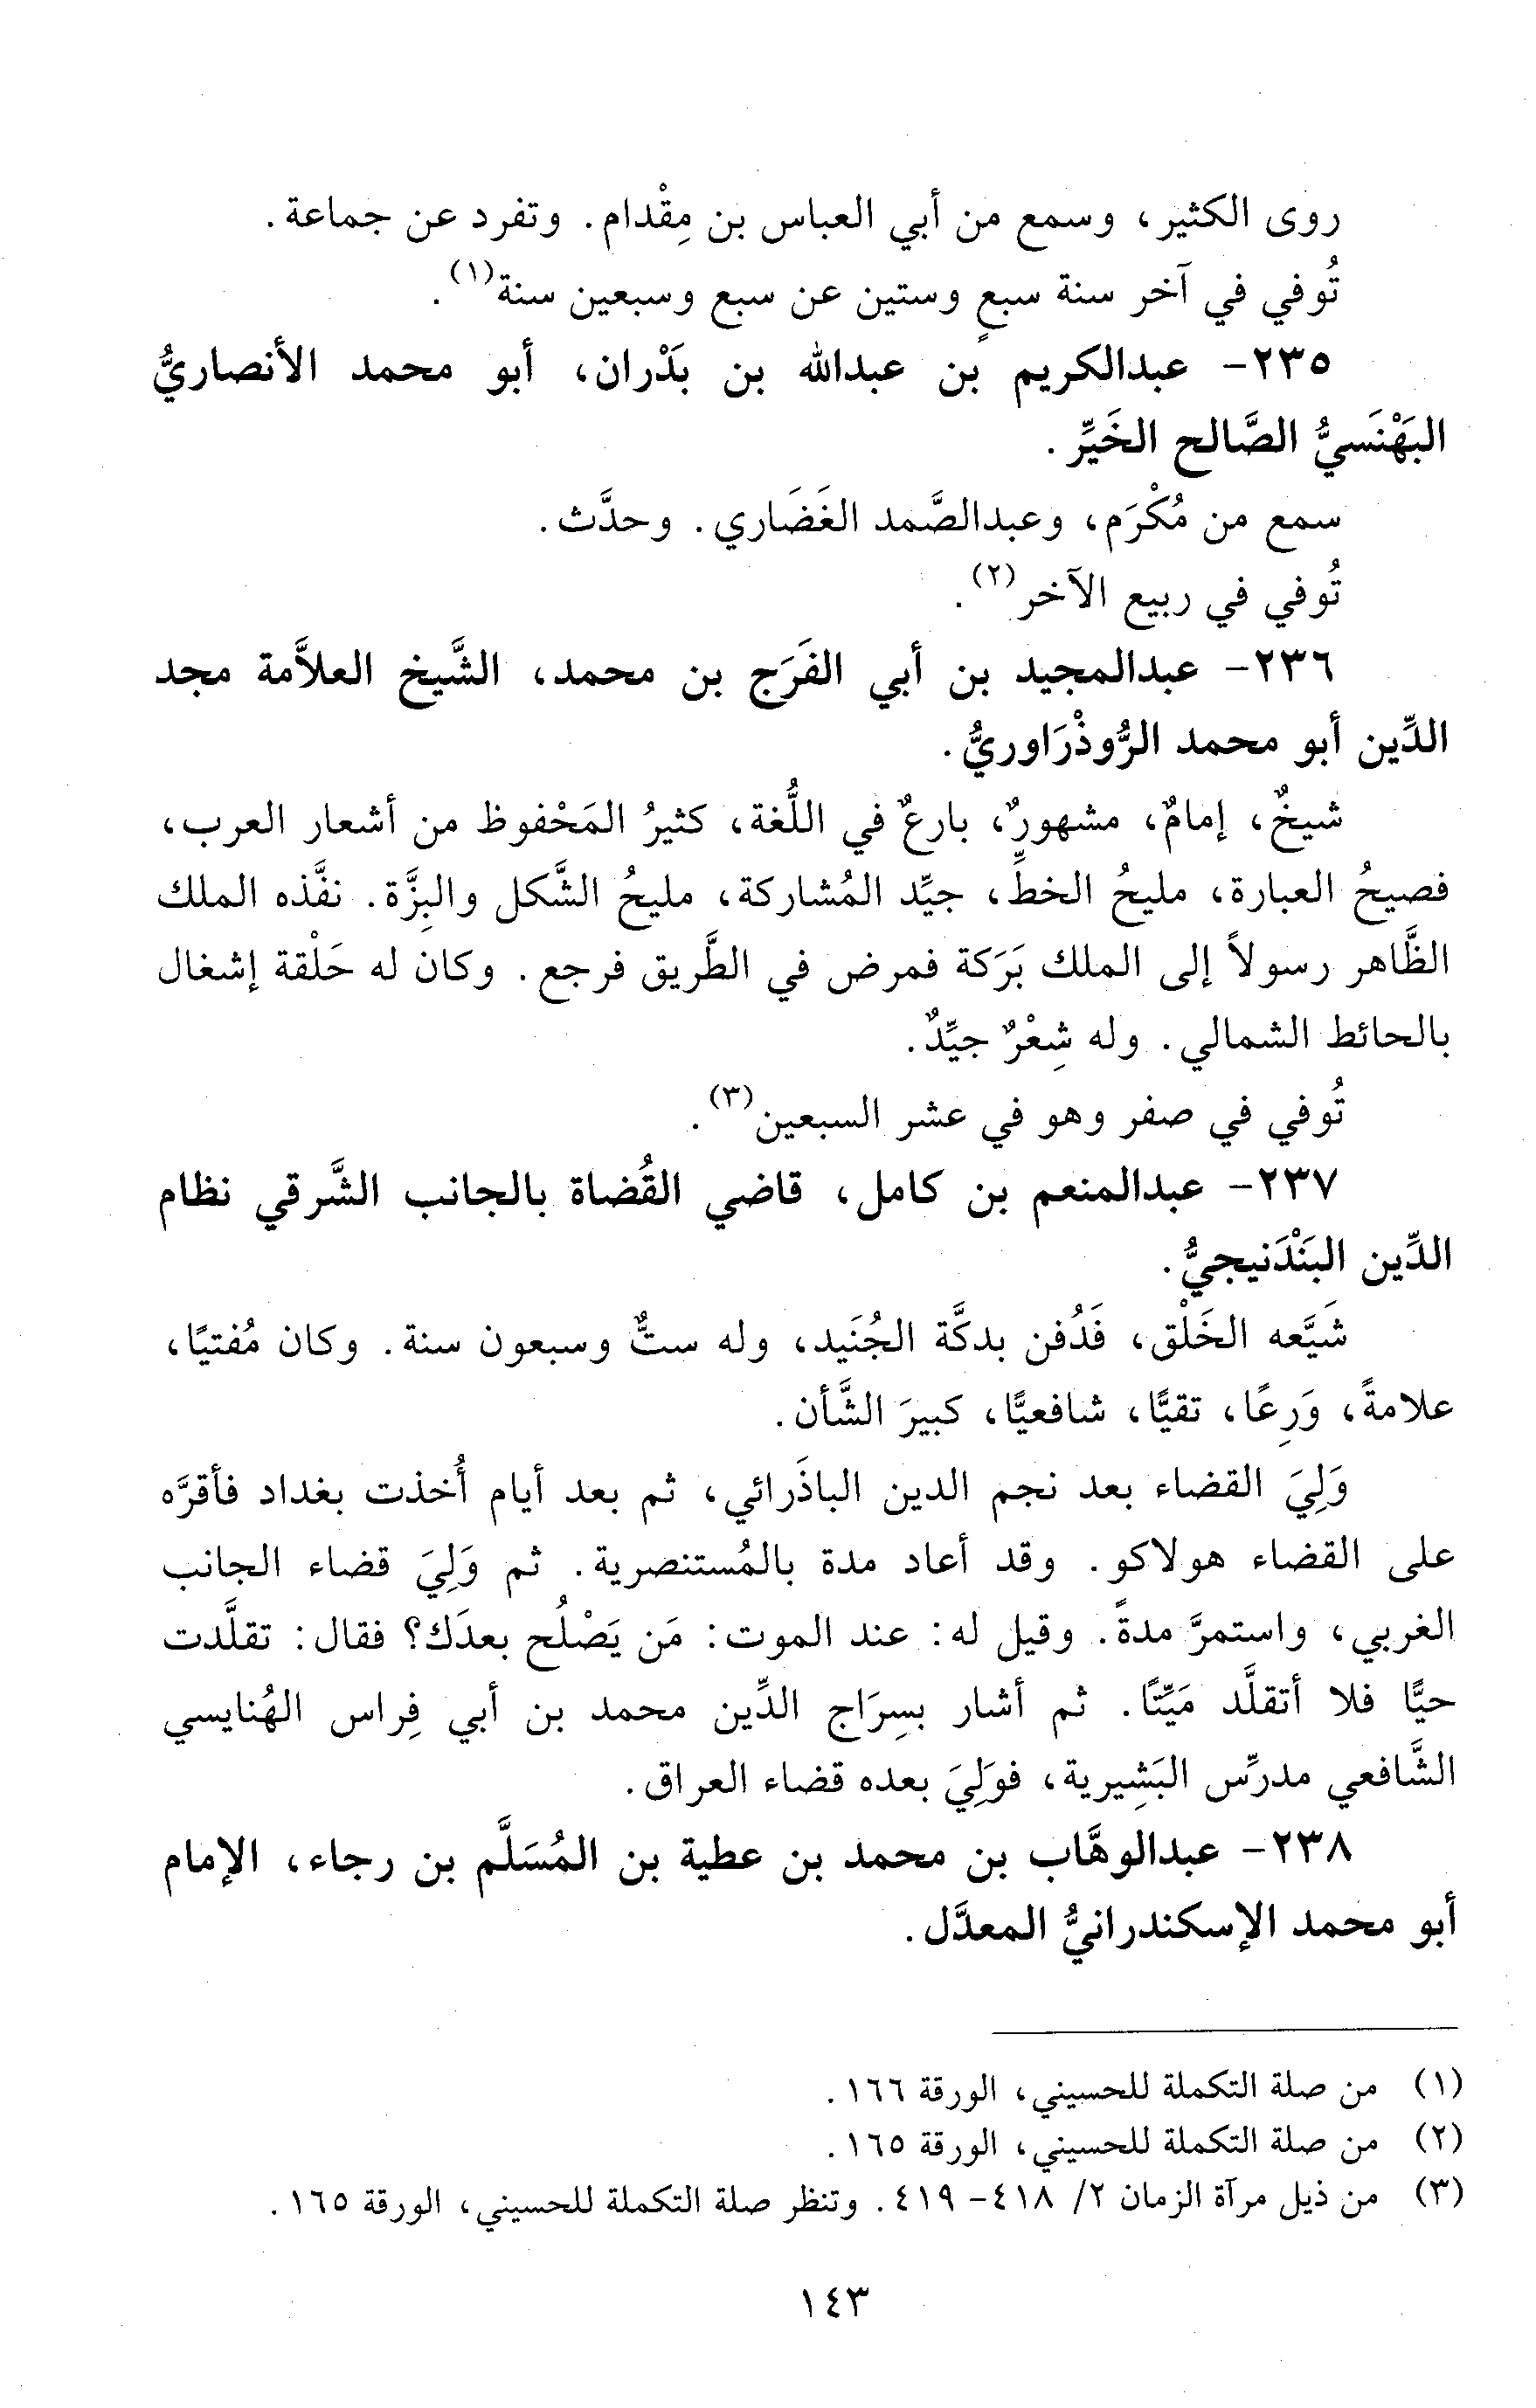 روى الكثير، وسمع من أبي العباس بن مِقْدام. وتفرد عن جماعة.
تُوفي في آخر سنة سبعٍ وستين عن سبع وسبعين سنة(١).
٢٣٥- عبدالكريم بن عبدالله بن بَدْران، أبو محمد الأنصاريُّ
البَهْنَسيُّ الصَّالح الخَيِّر.
سمع من مُكْرَم، وعبدالصَّمد الغَضَاري. وحدَّث.
تُوفي في ربيع الآخر(٢).
٢٣٦- عبدالمجيد بن أبي الفَرَج بن محمد، الشَّيخ العلاَّمة مجد
الدِّين أبو محمد الرُّوذْرَاوريُّ.
شيخٌ، إمامٌ، مشهورٌ، بارعٌ في اللُّغة، كثيرُ المَحْفوظ من أشعار العرب،
فصيحُ العبارة، مليحُ الخطِّ، جيِّد المُشاركة، مليحُ الشَّكل والبِزَّة. نفَّذه الملك
الظَّاهر رسولاً إلى الملك بَرَكة فمرض في الطَّريق فرجع. وكان له حَلْقة إشغال
بالحائط الشمالي. وله شِعْرٌ جيِّدٌ.
تُوفي في صفر وهو في عشر السبعين(٣).
٢٣٧- عبدالمنعم بن كامل، قاضي القُضاة بالجانب الشَّرقي نظام
الدِّين البَنْدَنيجيُّ.
شَيَّعه الخَلْق، فَدُفن بدكَّة الجُنَيد، وله ستٌّ وسبعون سنة. وكان مُفتيًا،
علامةً، وَرِعًا، تقيًّا، شافعيًّا، كبيرَ الشَّأن.
وَلِيَ القضاء بعد نجم الدين الباذَرائي، ثم بعد أيام أُخذت بغداد فأقرَّه
على القضاء هولاكو. وقد أعاد مدة بالمُستنصرية. ثم وَلِيَ قضاء الجانب
الغربي، واستمرَّ مدةً. وقيل له: عند الموت: مَن يَصْلُح بعدَك؟ فقال: تقلَّدت
حيًّا فلا أتقلَّد مَيِّتًا. ثم أشار بسِرَاج الدِّين محمد بن أبي فِراس الهُنايسي
الشَّافعي مدرِّس البَشِيرية، فوَلِيَ بعده قضاء العراق.
٢٣٨- عبدالوهَّاب بن محمد بن عطية بن المُسَلَّم بن رجاء، الإمام
أبو محمد الإسكندرانيُّ المعدَّل.
(١) من صلة التكملة للحسيني، الورقة ١٦٦.
(٢) من صلة التكملة للحسيني، الورقة ١٦٥.
(٣) من ذيل مرآة الزمان ٢/ ٤١٨- ٤١٩. وتنظر صلة التكملة للحسيني، الورقة ١٦٥.
١٤٣